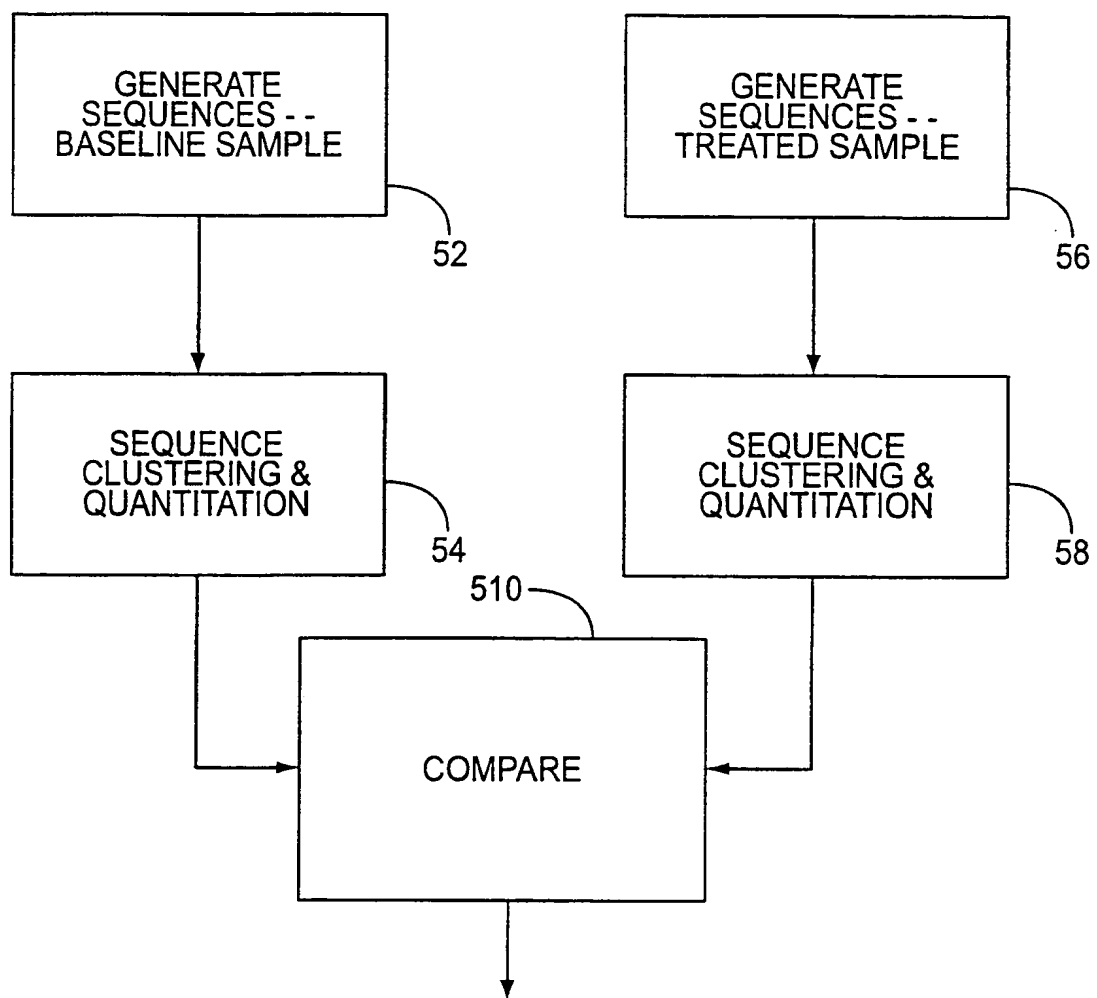 GENERATE
SEQUENCES - -
BASELINE SAMPLE
52
GENERATE
SEQUENCES - -
TREATED SAMPLE
56
SEQUENCE
CLUSTERING &
QUANTITATION
54
SEQUENCE
CLUSTERING &
QUANTITATION
58
510
COMPARE